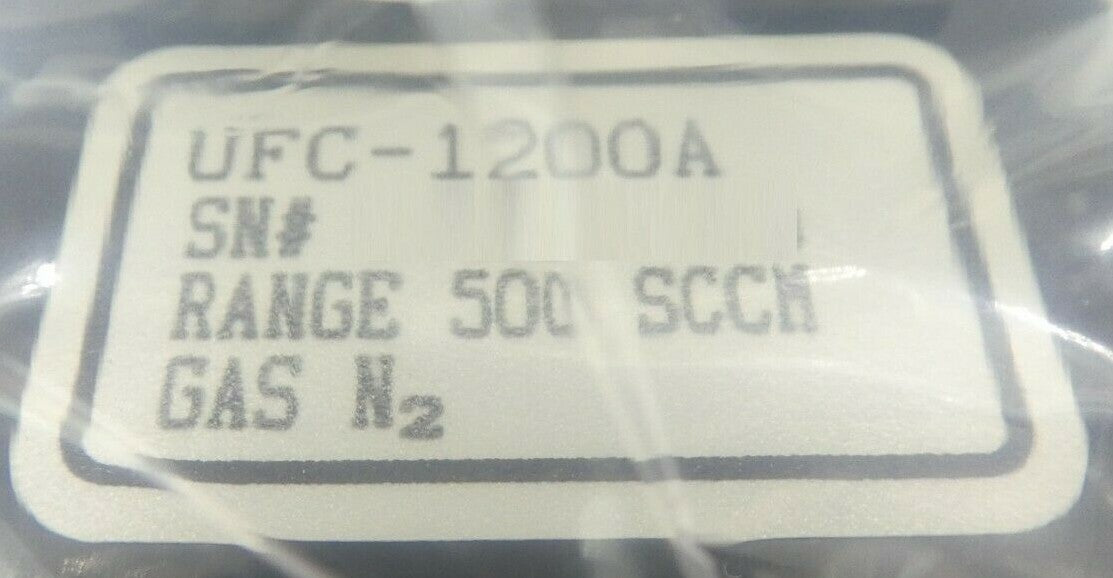 UFC-1200A
SN#
RANGE 500 SCCM
GAS N₂